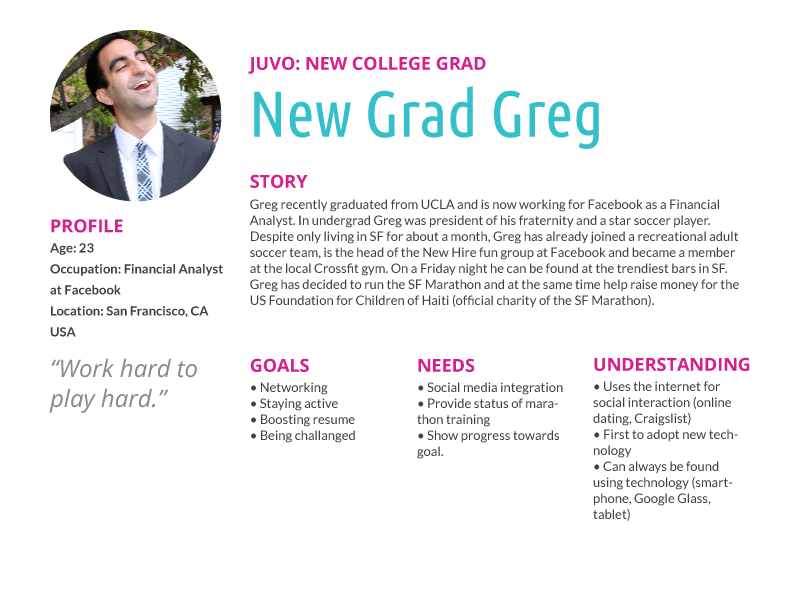 JUVO: NEW COLLEGE GRAD
New Grad Greg
STORY
Greg recently graduated from UCLA and is now working for Facebook as a Financial
Analyst. In undergrad Greg was president of his fraternity and a star soccer player.
Despite only living in SF for about a month, Greg has already joined a recreational adult
soccer team, is the head of the New Hire fun group at Facebook and became a member
at the local Crossfit gym. On a Friday night he can be found at the trendiest bars in SF.
Greg has decided to run the SF Marathon and at the same time help raise money for the
US Foundation for Children of Haiti (official charity of the SF Marathon).
PROFILE
Age: 23
Occupation: Financial Analyst
at Facebook
Location: San Francisco, CA
USA
“Work hard to
play hard.”
GOALS
• Networking
• Staying active
• Boosting resume
• Being challanged
NEEDS
• Social media integration
• Provide status of mara-
thon training
• Show progress towards
goal.
UNDERSTANDING
• Uses the internet for
social interaction (online
dating, Craigslist)
• First to adopt new tech-
nology
• Can always be found
using technology (smart-
phone, Google Glass,
tablet)